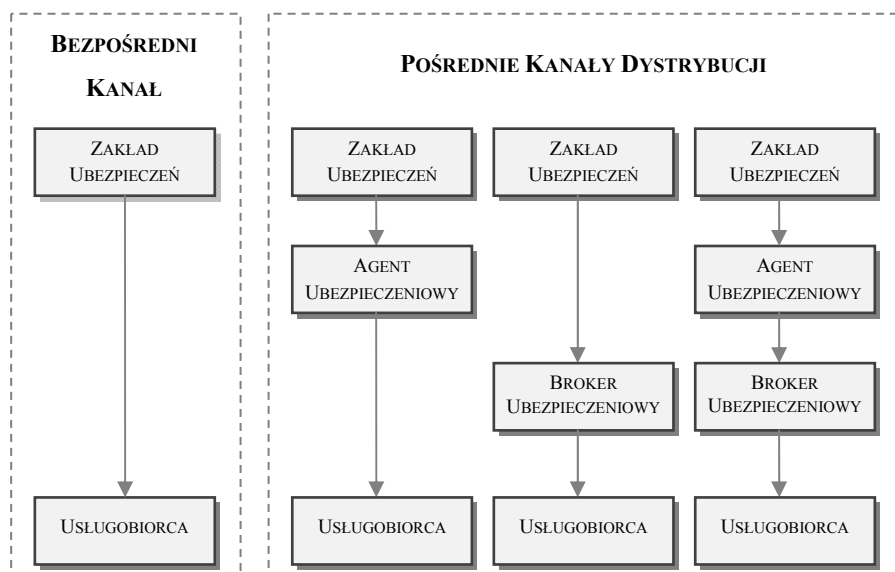 BEZPOŚREDNI
KANAŁ
ZAKŁAD
UBEZPIECZEŃ
USŁUGOBIORCA
POŚREDNIE KANAŁY DYSTRYBUCJI
ZAKŁAD
UBEZPIECZEŃ
AGENT
UBEZPIECZENIOWY
USŁUGOBIORCA
ZAKŁAD
UBEZPIECZEŃ
BROKER
UBEZPIECZENIOWY
USŁUGOBIORCA
ZAKŁAD
UBEZPIECZEŃ
AGENT
UBEZPIECZENIOWY
BROKER
UBEZPIECZENIOWY
USŁUGOBIORCA